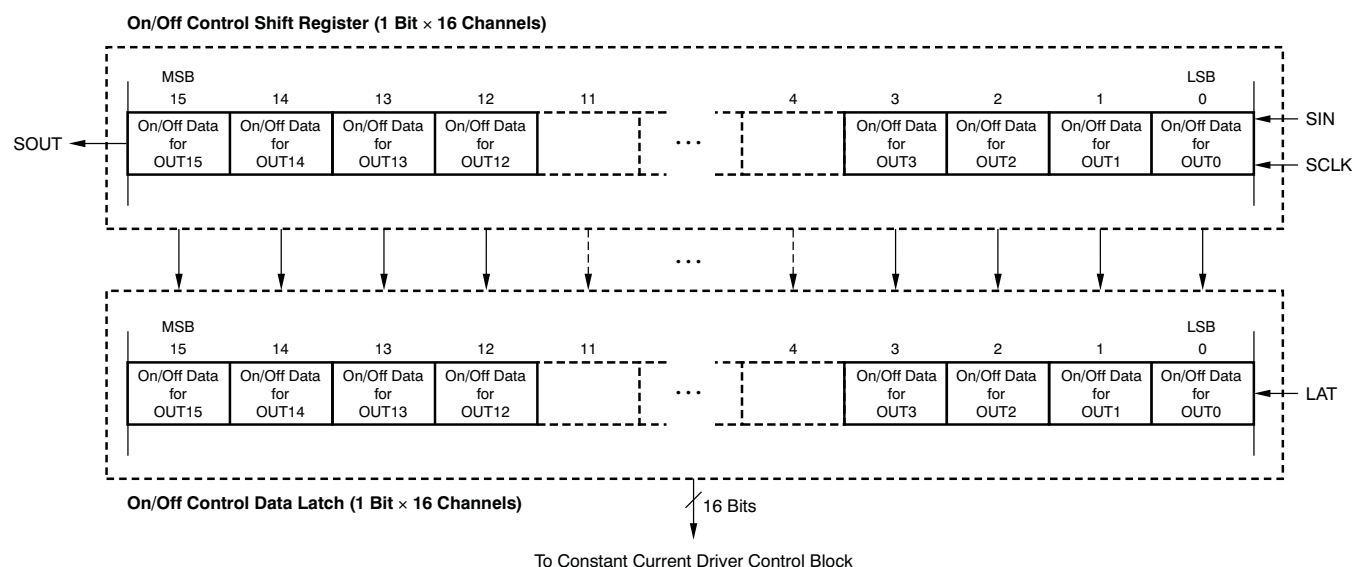 On/Off Control Shift Register (1 Bit × 16 Channels)
MSB LSB
15 14 13 12 11 4 3 2 1 0
SOUT
On/Off Data for OUT15
On/Off Data for OUT14
On/Off Data for OUT13
On/Off Data for OUT12
...
On/Off Data for OUT3
On/Off Data for OUT2
On/Off Data for OUT1
On/Off Data for OUT0
SIN
SCLK
...
MSB LSB
15 14 13 12 11 4 3 2 1 0
On/Off Data for OUT15
On/Off Data for OUT14
On/Off Data for OUT13
On/Off Data for OUT12
...
On/Off Data for OUT3
On/Off Data for OUT2
On/Off Data for OUT1
On/Off Data for OUT0
LAT
On/Off Control Data Latch (1 Bit × 16 Channels)
16 Bits
To Constant Current Driver Control Block